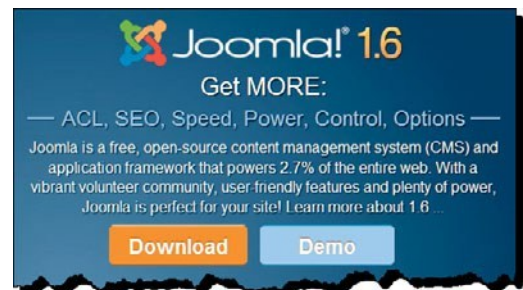 Joomla!® 1.6
Get MORE:
— ACL, SEO, Speed, Power, Control, Options —
Joomla is a free, open-source content management system (CMS) and
application framework that powers 2.7% of the entire web. With a
vibrant volunteer community, user-friendly features and plenty of power,
Joomla is perfect for your site! Learn more about 1.6 ...
Download Demo